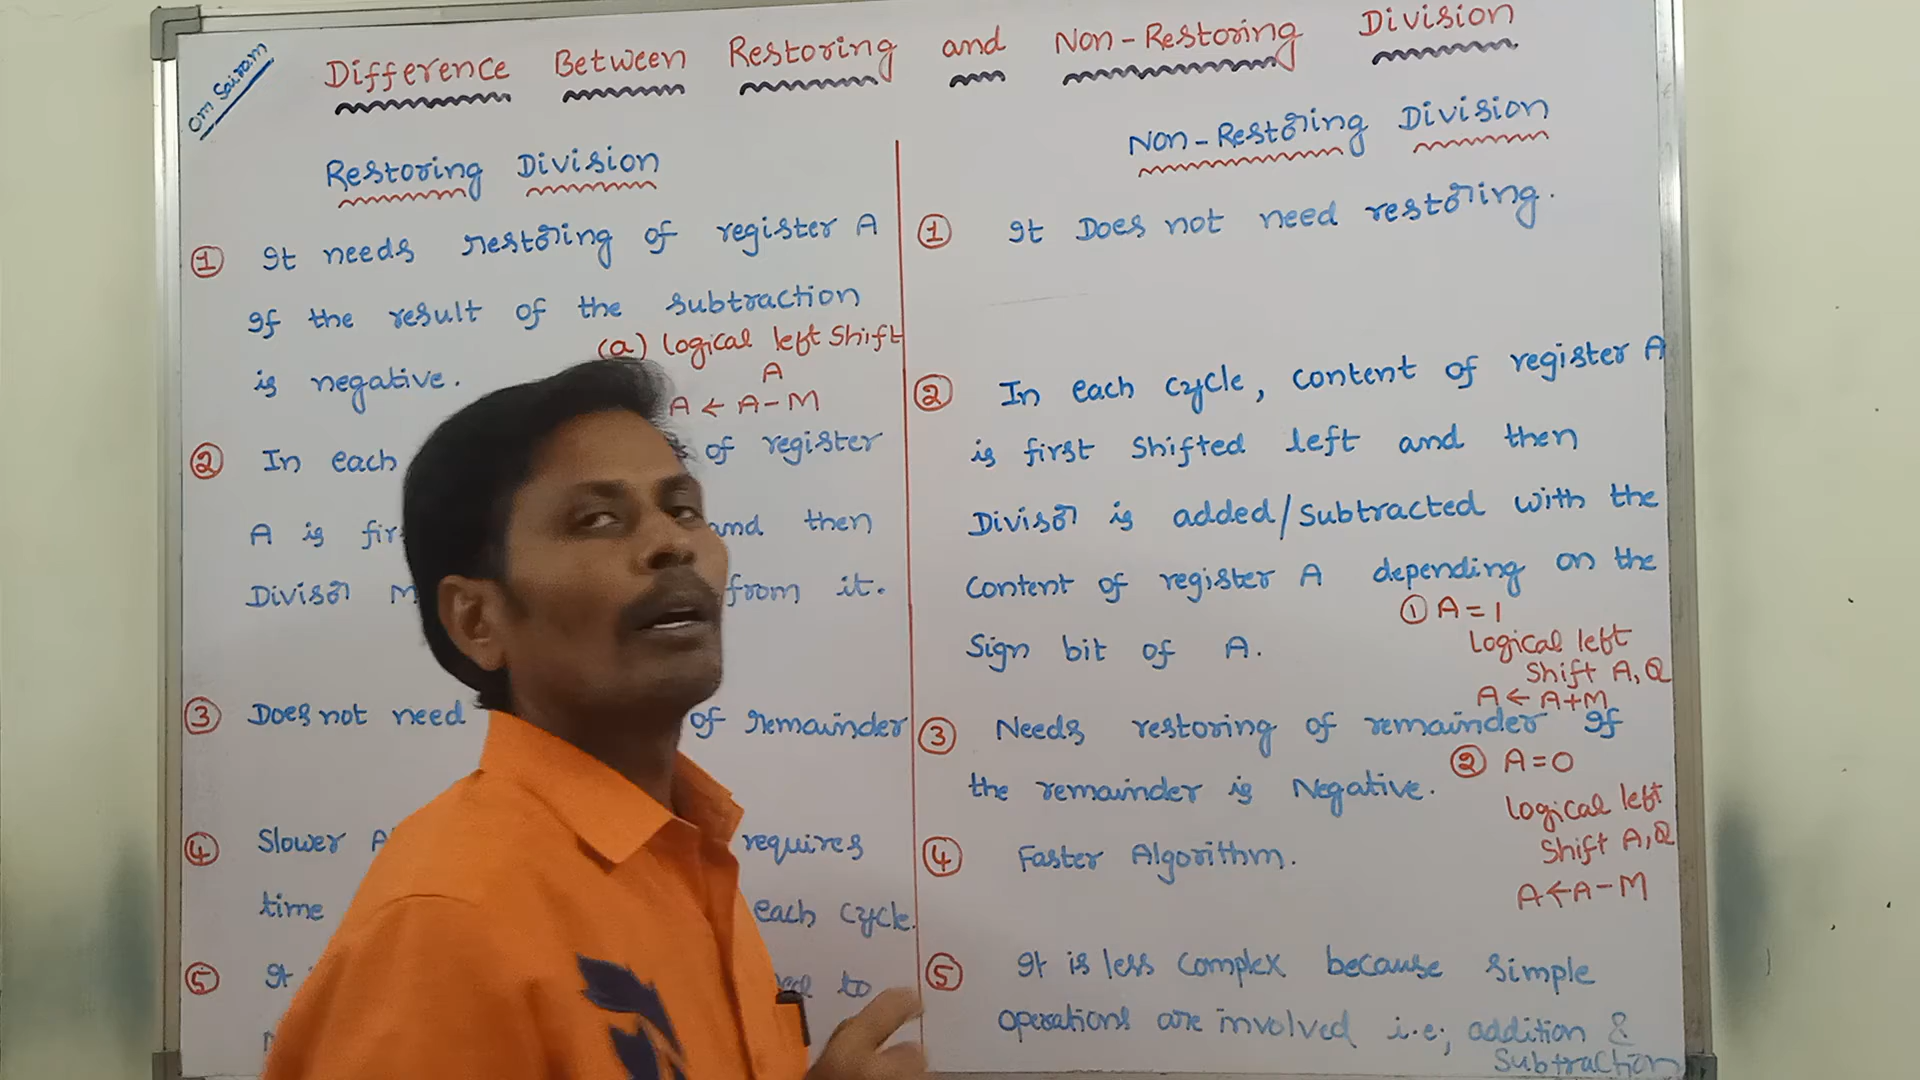 Om Sairam
Difference Between Restoring and Non-Restoring Division
Restoring Division
① It needs restoring of register A
If the result of the subtraction
is negative.
(a) Logical left Shift
A
A ← A - M
② In each of register
A is and then
Divisor M from it.
③ Does not need of remainder
④ Slower requires
time each cycle.
⑤ It to
Non-Restoring Division
① It Does not need restoring.
② In each cycle, content of register A
is first shifted left and then
Divisor is added/subtracted with the
content of register A depending on the
Sign bit of A.
① A = 1
Logical left
Shift A, Q
A ← A+M
③ Needs restoring of remainder If
the remainder is Negative.
② A = 0
Logical left
Shift A, Q
A ← A - M
④ Faster Algorithm.
⑤ It is less complex because simple
operations are involved i.e; addition &
Subtraction